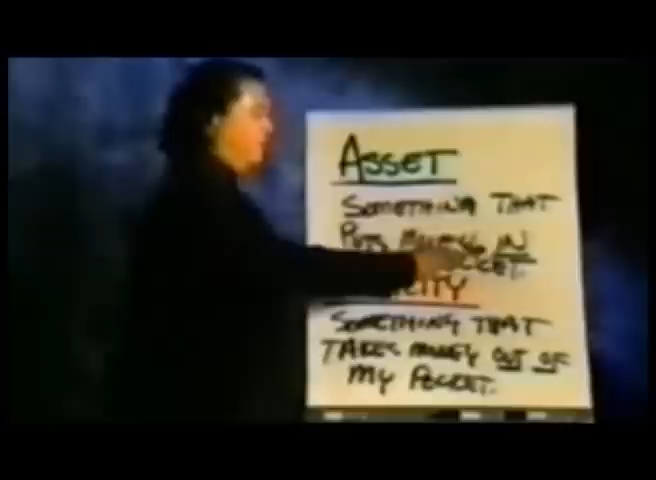 ASSET
SOMETHING THAT
PUTS MONEY IN
SOMETHING THAT
TAKES MONEY OUT OF
MY POCKET.